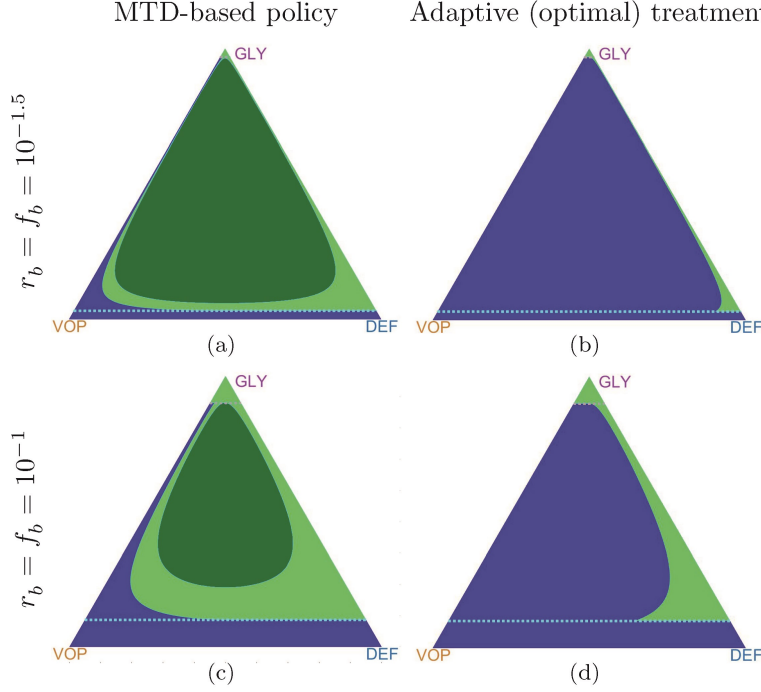 MTD-based policy
Adaptive (optimal) treatment
r_b = f_b = 10^{-1.5}
GLY
VOP
DEF
(a)
GLY
VOP
DEF
(b)
r_b = f_b = 10^{-1}
GLY
VOP
DEF
(c)
GLY
VOP
DEF
(d)